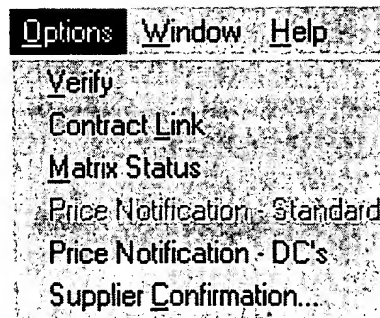 Options Window Help
Verify
Contract Link
Matrix Status
Price Notification - Standard
Price Notification - DC's
Supplier Confirmation...